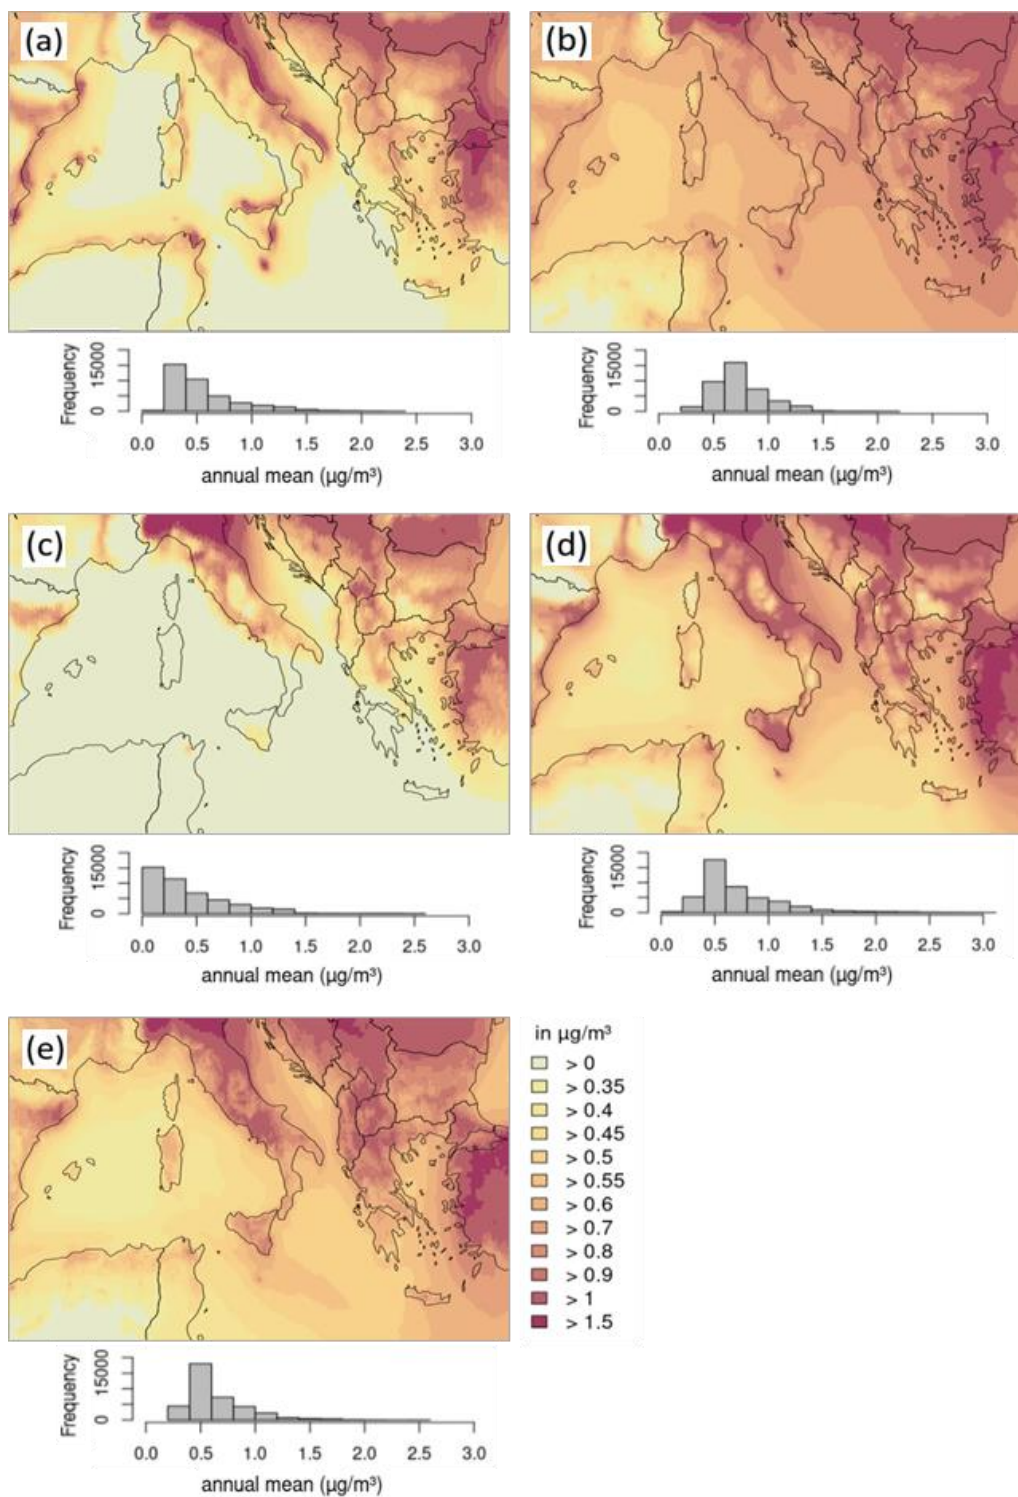 (a)
(b)
Frequency
0 15000
0.0 0.5 1.0 1.5 2.0 2.5 3.0
annual mean (µg/m³)
Frequency
0 15000
0.0 0.5 1.0 1.5 2.0 2.5 3.0
annual mean (µg/m³)
(c)
(d)
Frequency
0 15000
0.0 0.5 1.0 1.5 2.0 2.5 3.0
annual mean (µg/m³)
Frequency
0 15000
0.0 0.5 1.0 1.5 2.0 2.5 3.0
annual mean (µg/m³)
(e)
in µg/m³
> 0
> 0.35
> 0.4
> 0.45
> 0.5
> 0.55
> 0.6
> 0.7
> 0.8
> 0.9
> 1
> 1.5
Frequency
0 15000
0.0 0.5 1.0 1.5 2.0 2.5 3.0
annual mean (µg/m³)